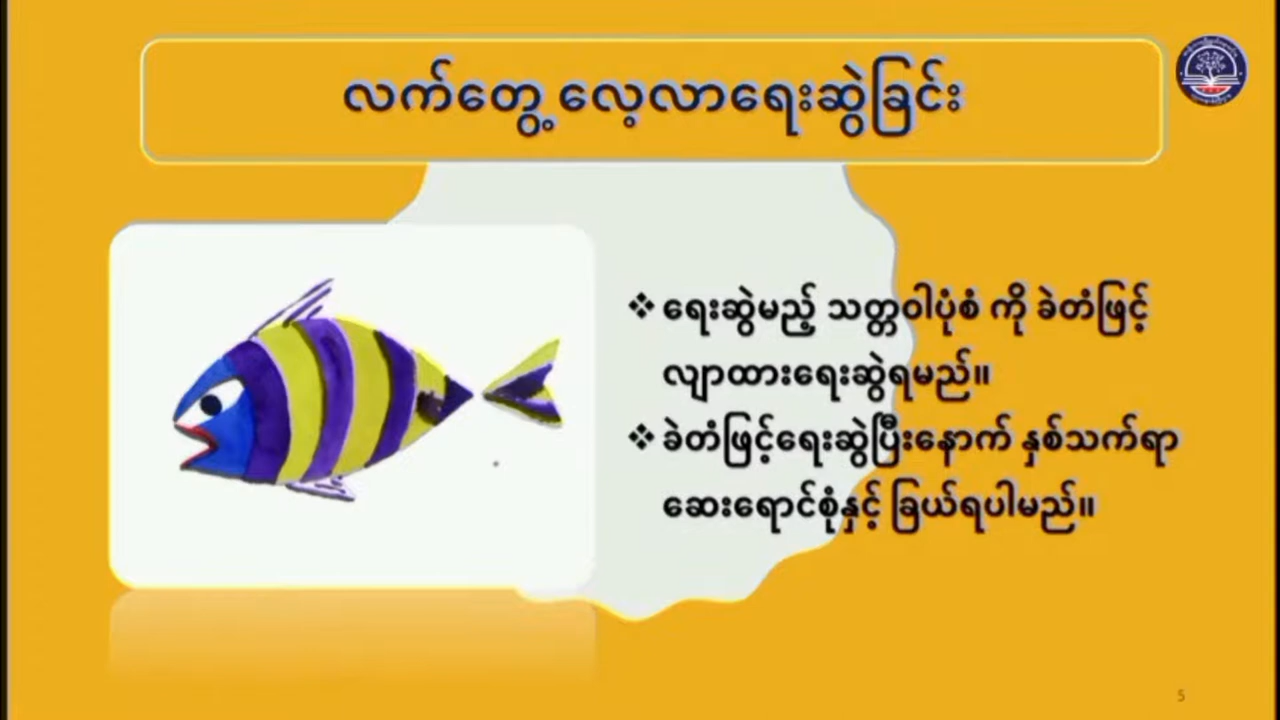 လက်တွေ့လေ့လာရေးဆွဲခြင်း
❖ ရေးဆွဲမည့် သတ္တဝါပုံစံ ကို ခဲတံဖြင့်
လျာထားရေးဆွဲရမည်။
❖ ခဲတံဖြင့်ရေးဆွဲပြီးနောက် နှစ်သက်ရာ
ဆေးရောင်စုံနှင့် ခြယ်ရပါမည်။
5